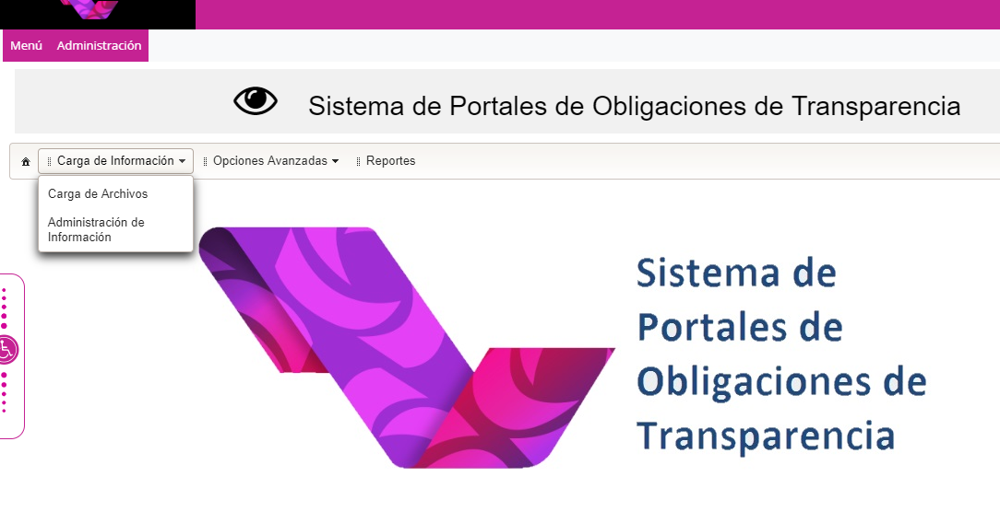 Menú Administración
Sistema de Portales de Obligaciones de Transparencia
Carga de Información Opciones Avanzadas Reportes
Carga de Archivos
Administración de
Información
Sistema de
Portales de
Obligaciones de
Transparencia